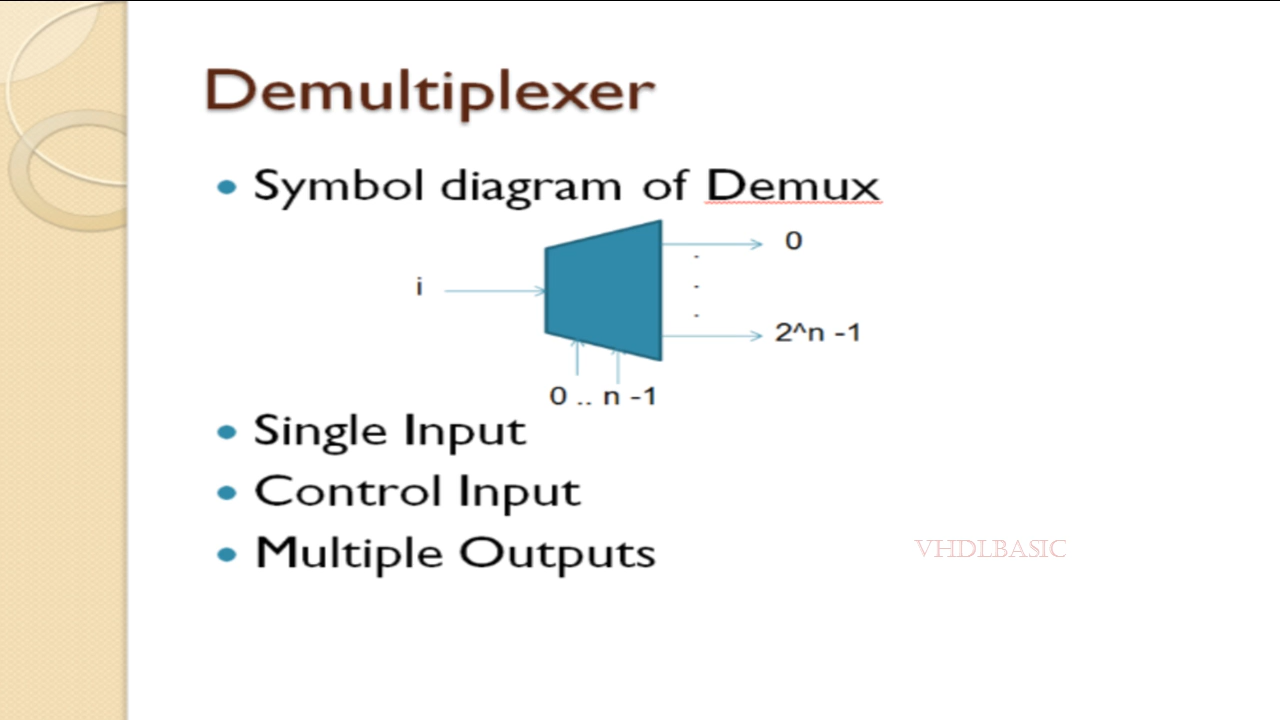 Demultiplexer
Symbol diagram of Demux
0
i
2^n -1
0 .. n -1
Single Input
Control Input
Multiple Outputs
VHDLBASIC